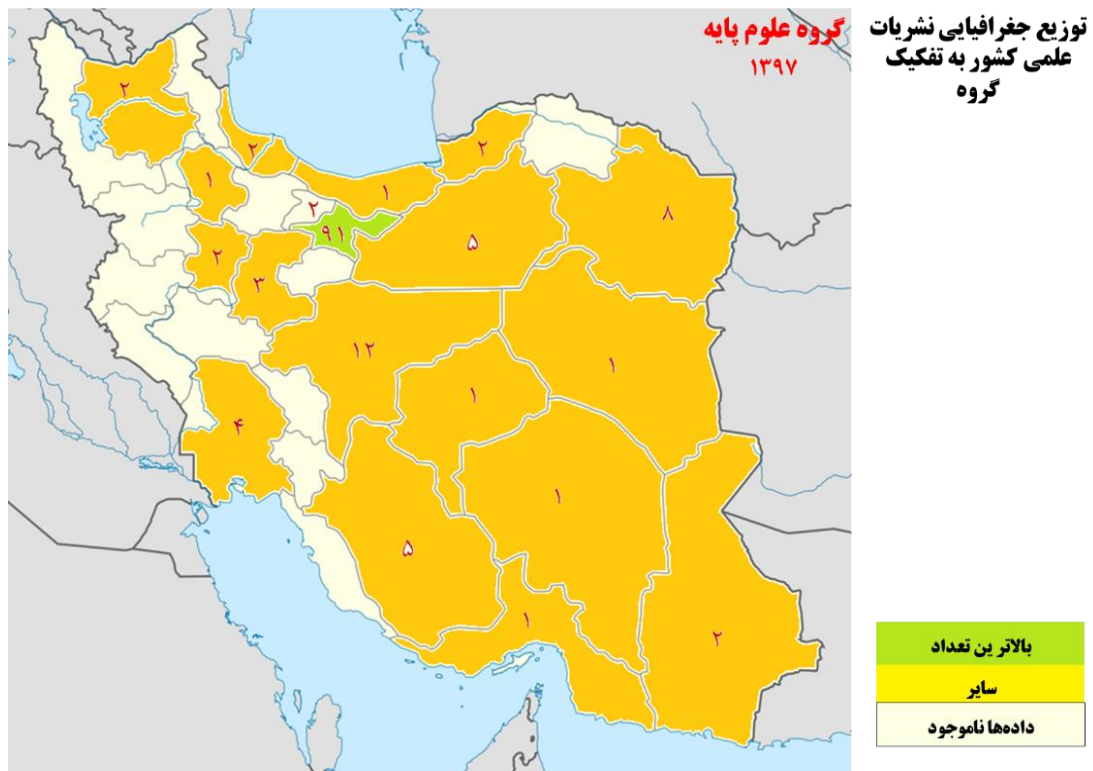 توزیع جغرافیایی نشریات
علمی کشور به تفکیک
گروه
گروه علوم پایه
۱۳۹۷
۲
۲
۲
۱
۱
۲
۸
۹۱
۵
۲
۳
۱۲
۱
۱
۴
۱
۵
۱
۲
بالاترین تعداد
سایر
داده‌ها ناموجود